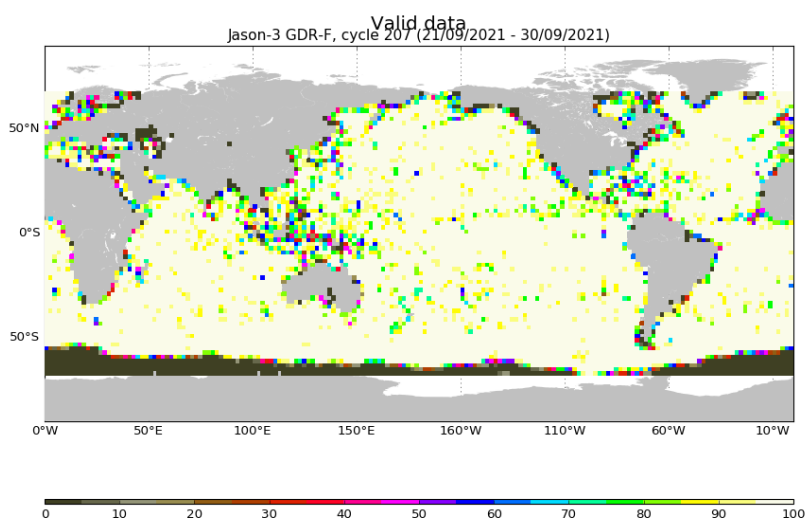 Valid data
Jason-3 GDR-F, cycle 207 (21/09/2021 - 30/09/2021)
50°N
0°S
50°S
0°W 50°E 100°E 150°E 160°W 110°W 60°W 10°W
0 10 20 30 40 50 60 70 80 90 100